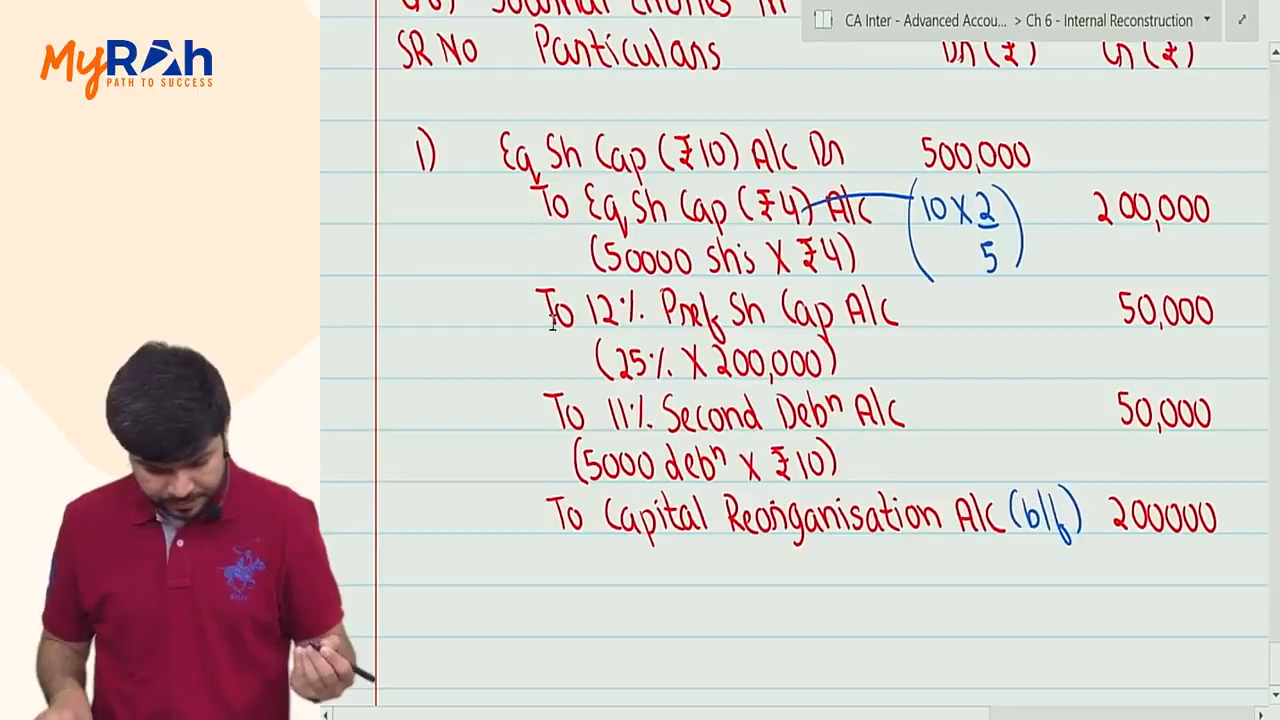 MyRah
PATH TO SUCCESS
CA Inter - Advanced Accou... > Ch 6 - Internal Reconstruction
SR No Particulars Dr (₹) Cr (₹)
1) Eq Sh Cap (₹10) A/c Dr 500,000
To Eq Sh Cap (₹4) A/c (10 X 2/5) 200,000
(50000 sh's X ₹4)
To 12% Pref Sh Cap A/c 50,000
(25% X 200,000)
To 11% Second Debⁿ A/c 50,000
(5000 debⁿ X ₹10)
To Capital Reorganisation A/c (b/f) 200000